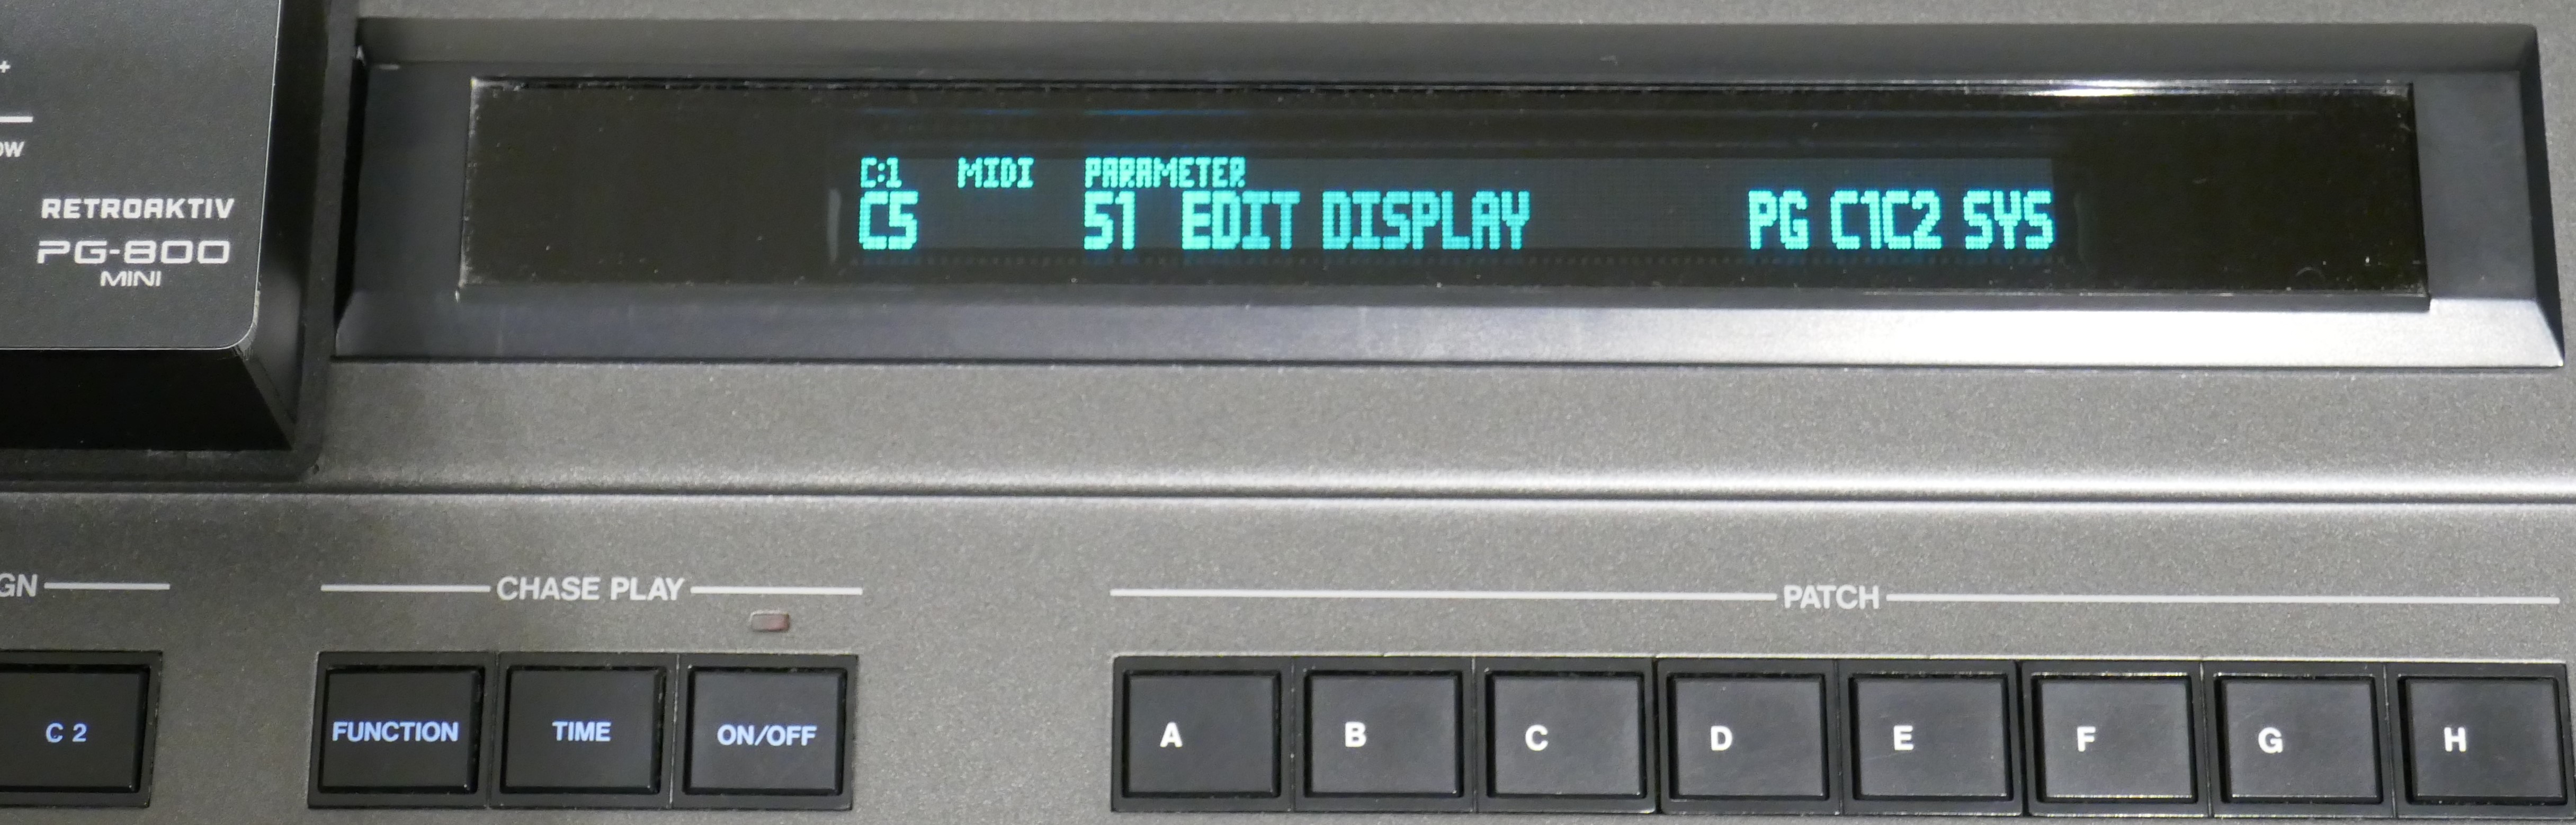 +
RETROAKTIV
PG-800
MINI
C:1 MIDI PARAMETER
C5 51 EDIT DISPLAY PG C1C2 SYS
CHASE PLAY
PATCH
C 2
FUNCTION
TIME
ON/OFF
A
B
C
D
E
F
G
H